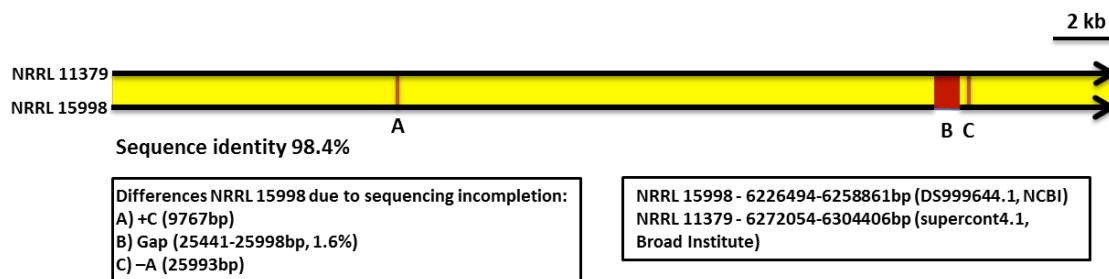 2 kb
NRRL 11379
NRRL 15998
A
B
C
Sequence identity 98.4%
Differences NRRL 15998 due to sequencing incompletion:
A) +C (9767bp)
B) Gap (25441-25998bp, 1.6%)
C) –A (25993bp)
NRRL 15998 - 6226494-6258861bp (DS999644.1, NCBI)
NRRL 11379 - 6272054-6304406bp (supercont4.1,
Broad Institute)